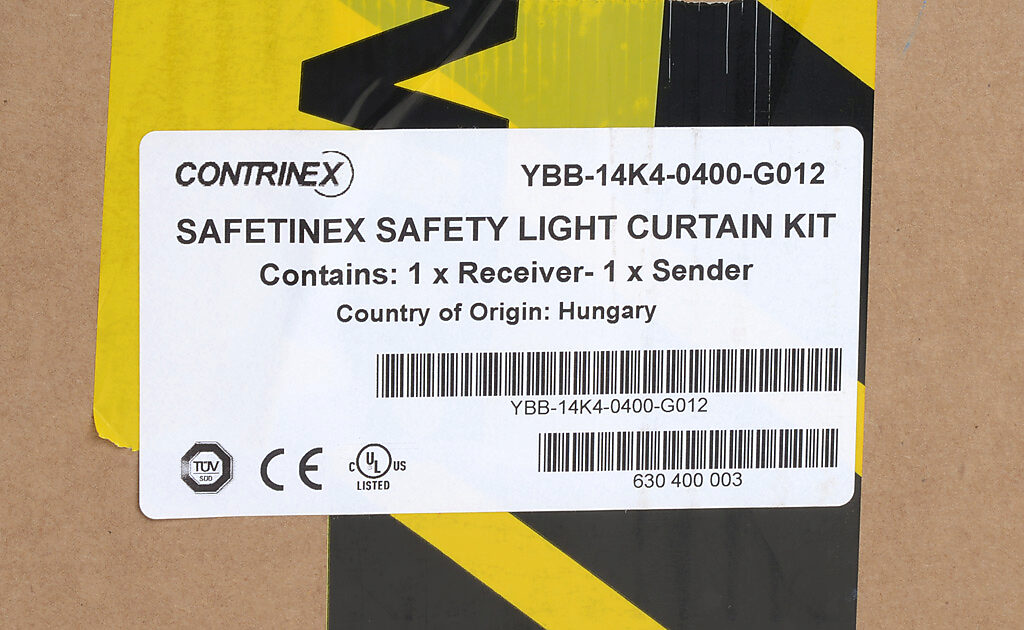 CONTRINEX
YBB-14K4-0400-G012
SAFETINEX SAFETY LIGHT CURTAIN KIT
Contains: 1 x Receiver- 1 x Sender
Country of Origin: Hungary
YBB-14K4-0400-G012
TÜV
SÜD
CE
C UL US
LISTED
630 400 003